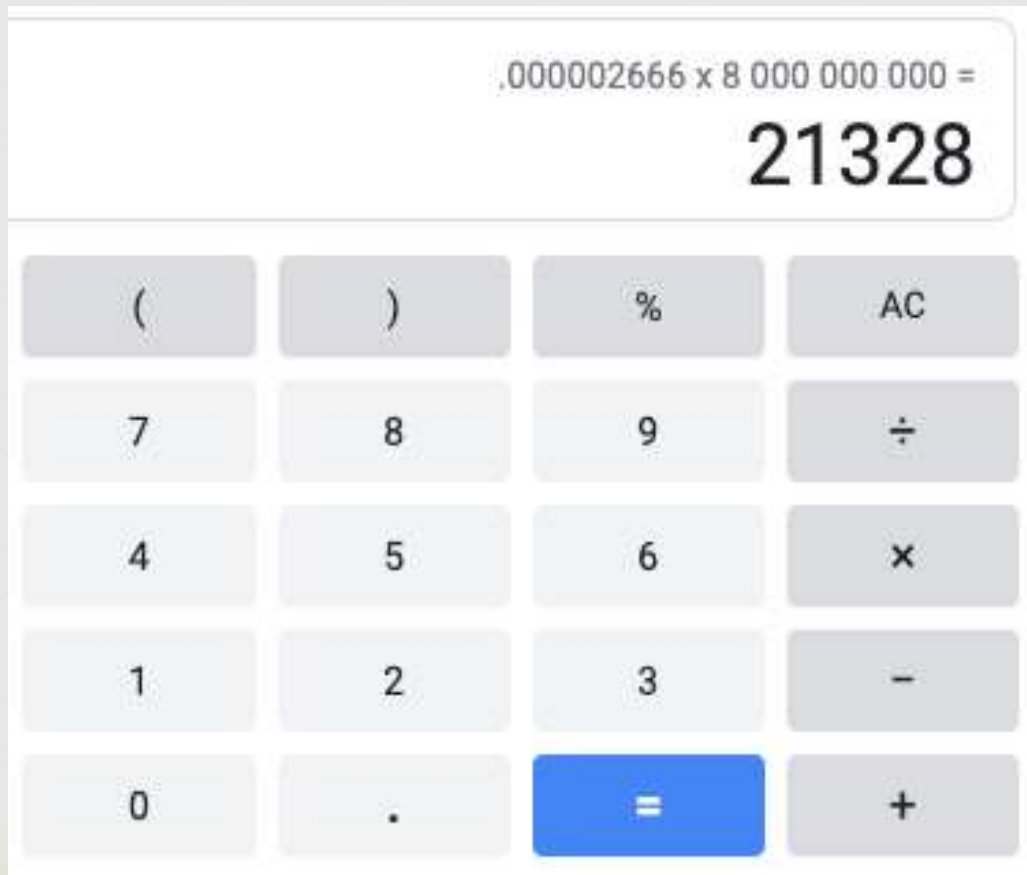 .000002666 x 8 000 000 000 =
21328
( ) % AC
7 8 9 ÷
4 5 6 ×
1 2 3 −
0 . = +